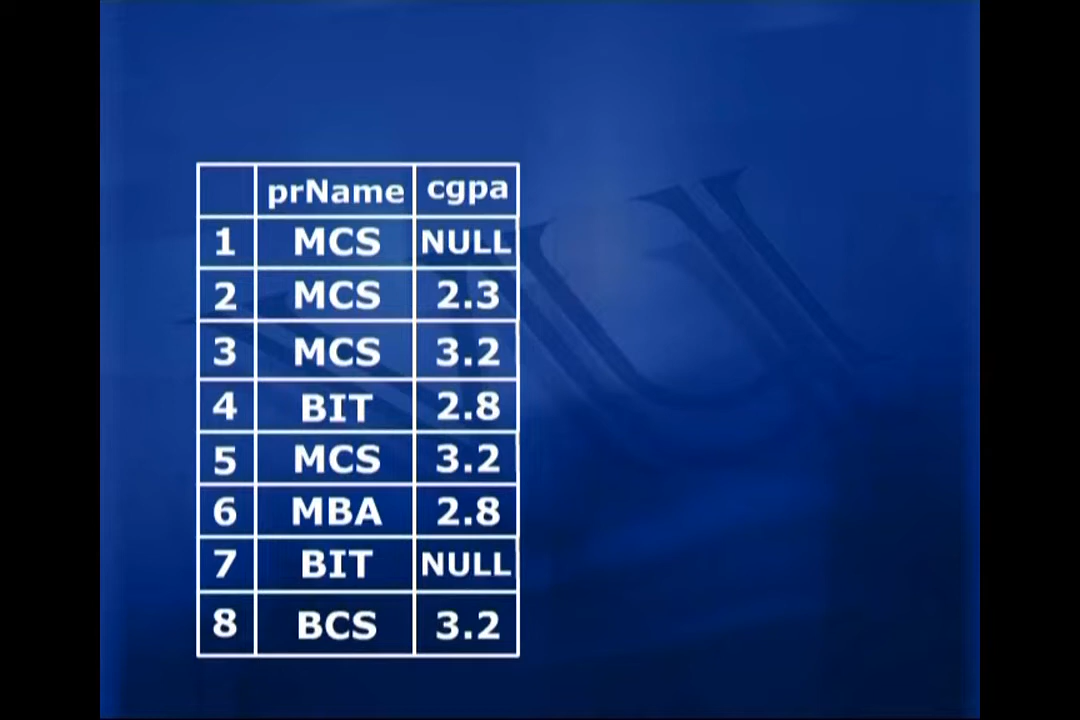 prName cgpa
1 MCS NULL
2 MCS 2.3
3 MCS 3.2
4 BIT 2.8
5 MCS 3.2
6 MBA 2.8
7 BIT NULL
8 BCS 3.2